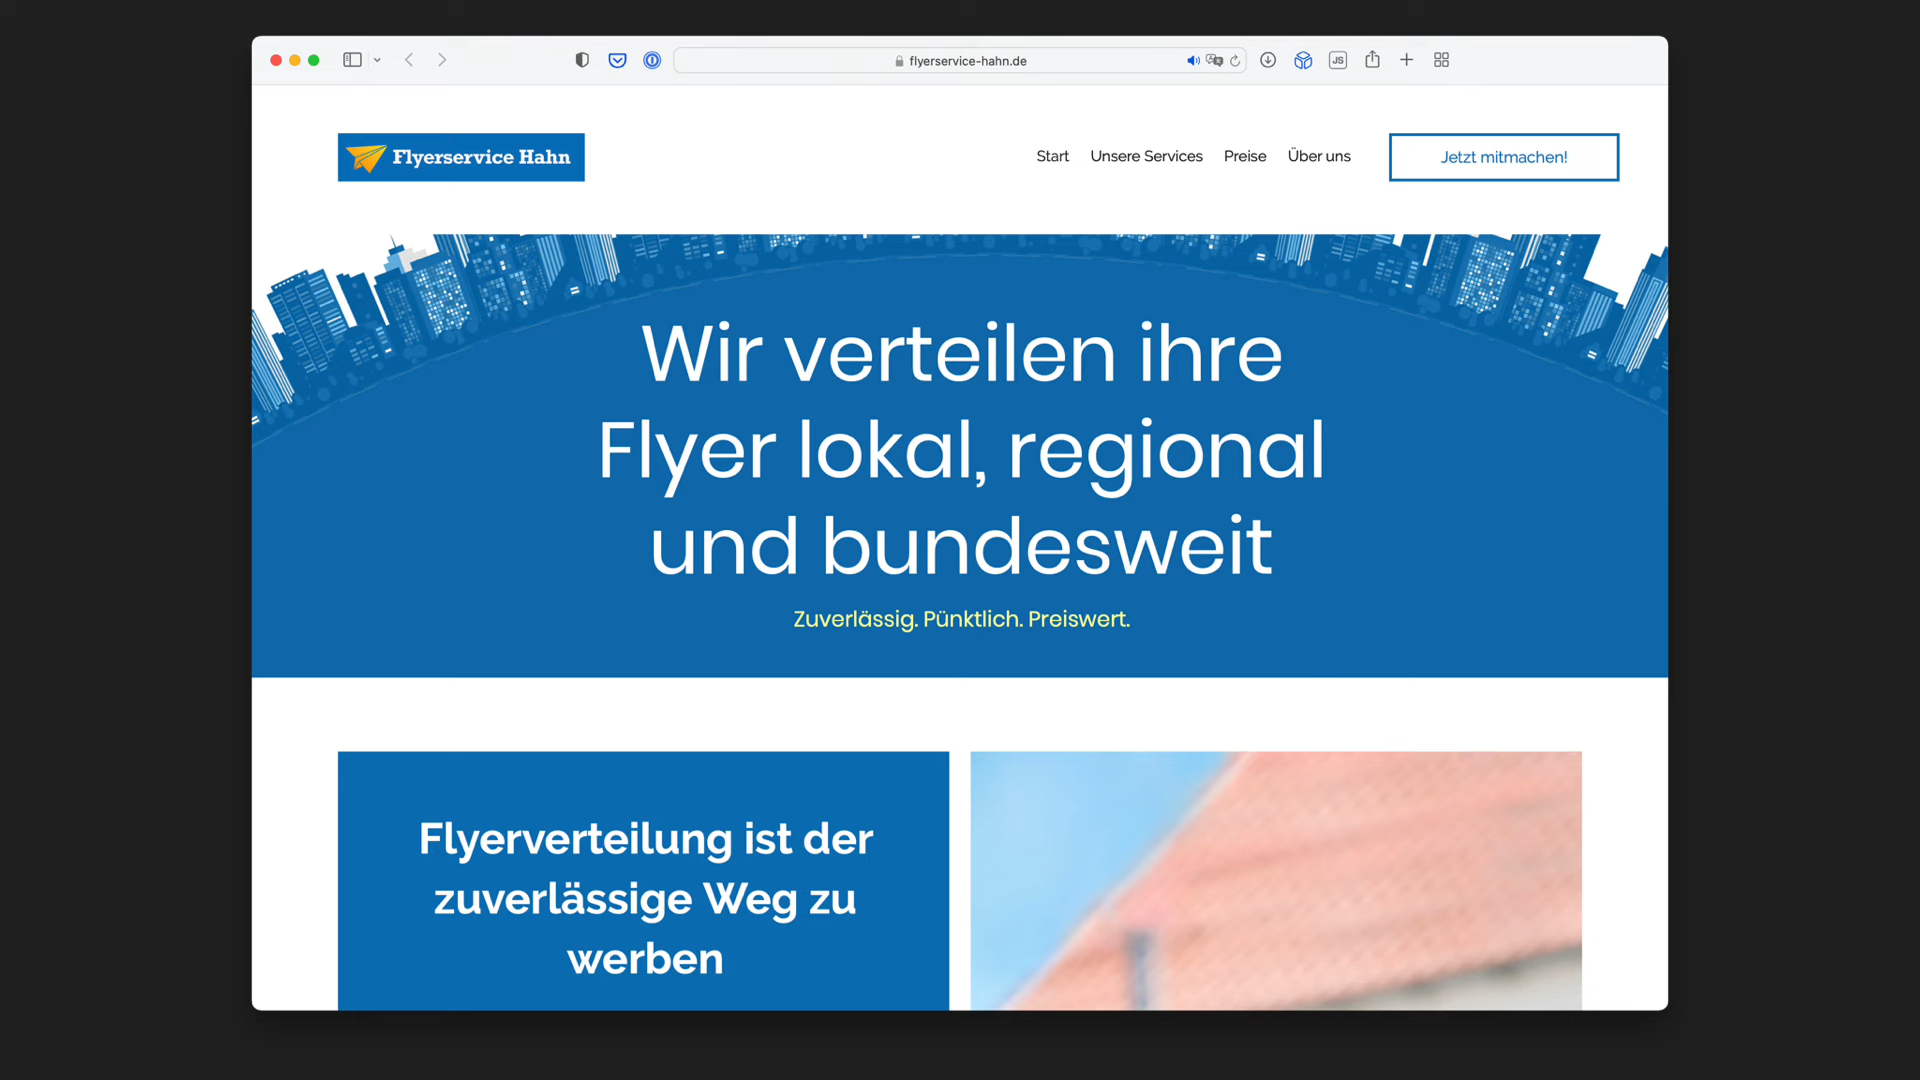 flyerservice-hahn.de
JS
Flyerservice Hahn
Start Unsere Services Preise Über uns Jetzt mitmachen!
Wir verteilen ihre
Flyer lokal, regional
und bundesweit
Zuverlässig. Pünktlich. Preiswert.
Flyerverteilung ist der
zuverlässige Weg zu
werben